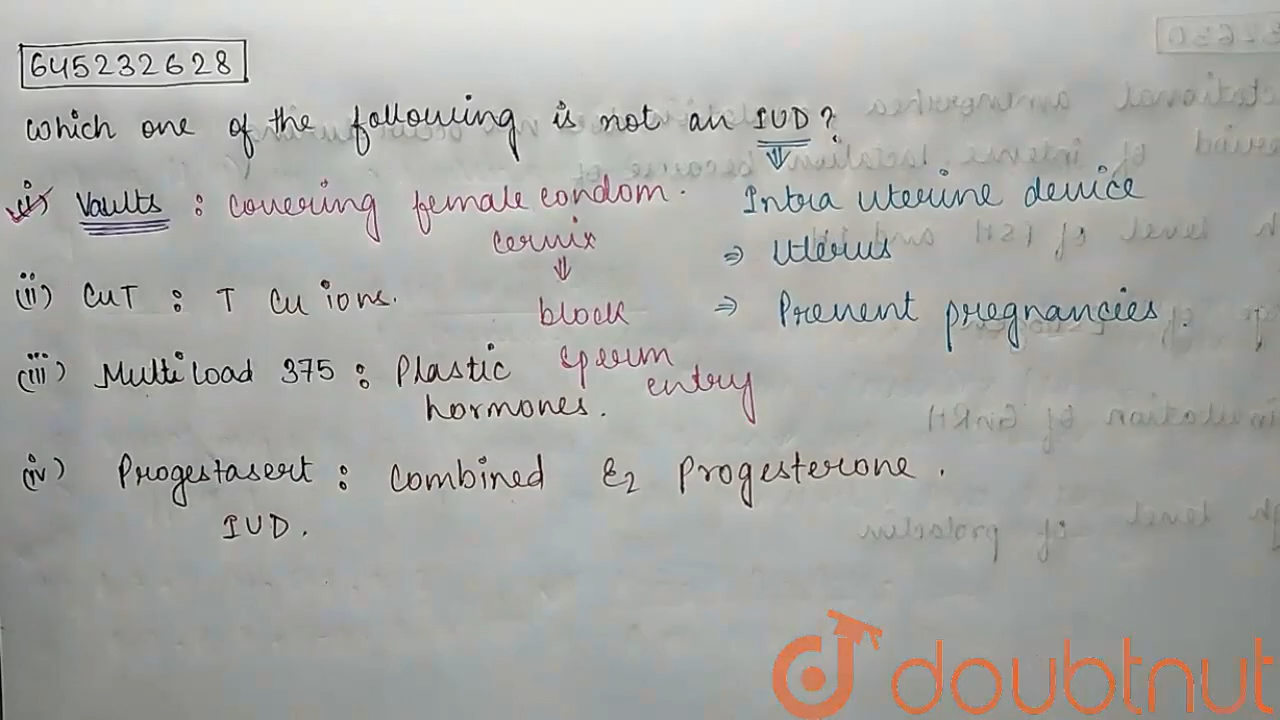 645232628
Which one of the following is not an IUD?
(i) Vaults : covering female condom.
cervix
⇓
block
sperm
entry
⇓
Intra uterine device
⇒ Uterus
⇒ Prevent pregnancies.
(ii) CuT : T Cu ions.
(iii) Multiload 375 : Plastic
hormones.
(iv) Progestasert : Combined E2 Progesterone.
IUD.
doubtnut